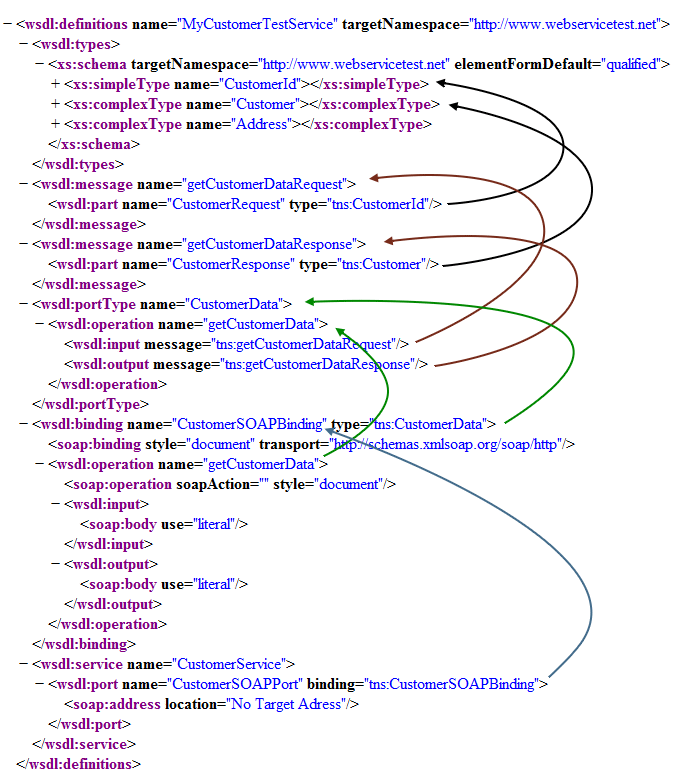 − <wsdl:definitions name="MyCustomerTestService" targetNamespace="http://www.webservicetest.net">
− <wsdl:types>
− <xs:schema targetNamespace="http://www.webservicetest.net" elementFormDefault="qualified">
+ <xs:simpleType name="CustomerId"></xs:simpleType>
+ <xs:complexType name="Customer"></xs:complexType>
+ <xs:complexType name="Address"></xs:complexType>
</xs:schema>
</wsdl:types>
− <wsdl:message name="getCustomerDataRequest">
<wsdl:part name="CustomerRequest" type="tns:CustomerId"/>
</wsdl:message>
− <wsdl:message name="getCustomerDataResponse">
<wsdl:part name="CustomerResponse" type="tns:Customer"/>
</wsdl:message>
− <wsdl:portType name="CustomerData">
− <wsdl:operation name="getCustomerData">
<wsdl:input message="tns:getCustomerDataRequest"/>
<wsdl:output message="tns:getCustomerDataResponse"/>
</wsdl:operation>
</wsdl:portType>
− <wsdl:binding name="CustomerSOAPBinding" type="tns:CustomerData">
<soap:binding style="document" transport="http://schemas.xmlsoap.org/soap/http"/>
− <wsdl:operation name="getCustomerData">
<soap:operation soapAction="" style="document"/>
− <wsdl:input>
<soap:body use="literal"/>
</wsdl:input>
− <wsdl:output>
<soap:body use="literal"/>
</wsdl:output>
</wsdl:operation>
</wsdl:binding>
− <wsdl:service name="CustomerService">
− <wsdl:port name="CustomerSOAPPort" binding="tns:CustomerSOAPBinding">
<soap:address location="No Target Adress"/>
</wsdl:port>
</wsdl:service>
</wsdl:definitions>